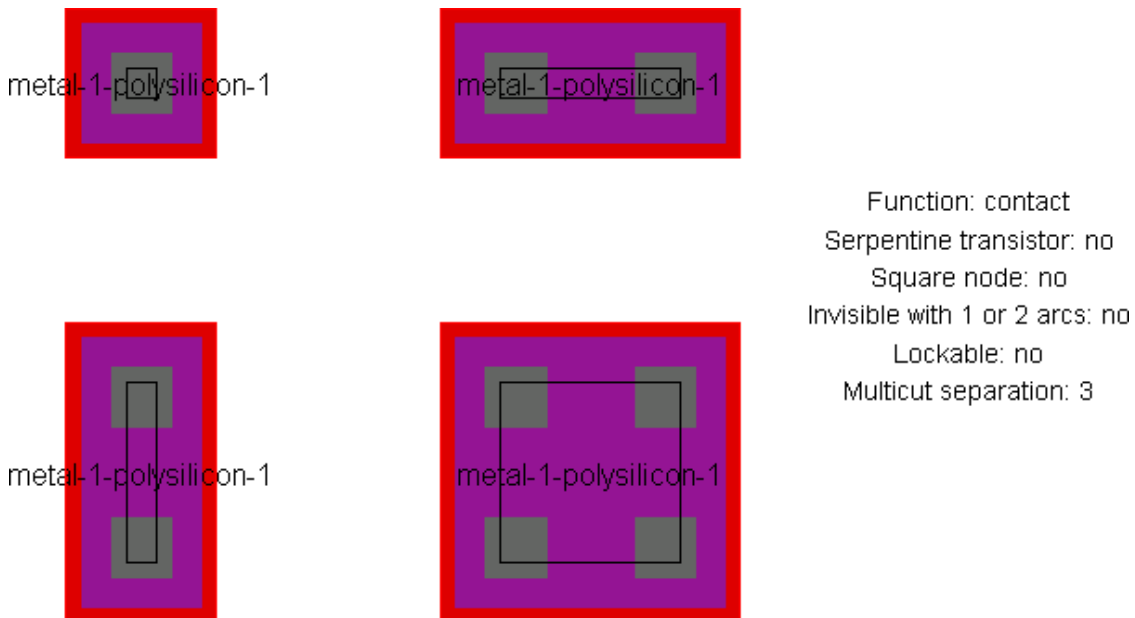 metal-1-polysilicon-1
metal-1-polysilicon-1
Function: contact
Serpentine transistor: no
Square node: no
Invisible with 1 or 2 arcs: no
Lockable: no
Multicut separation: 3
metal-1-polysilicon-1
metal-1-polysilicon-1